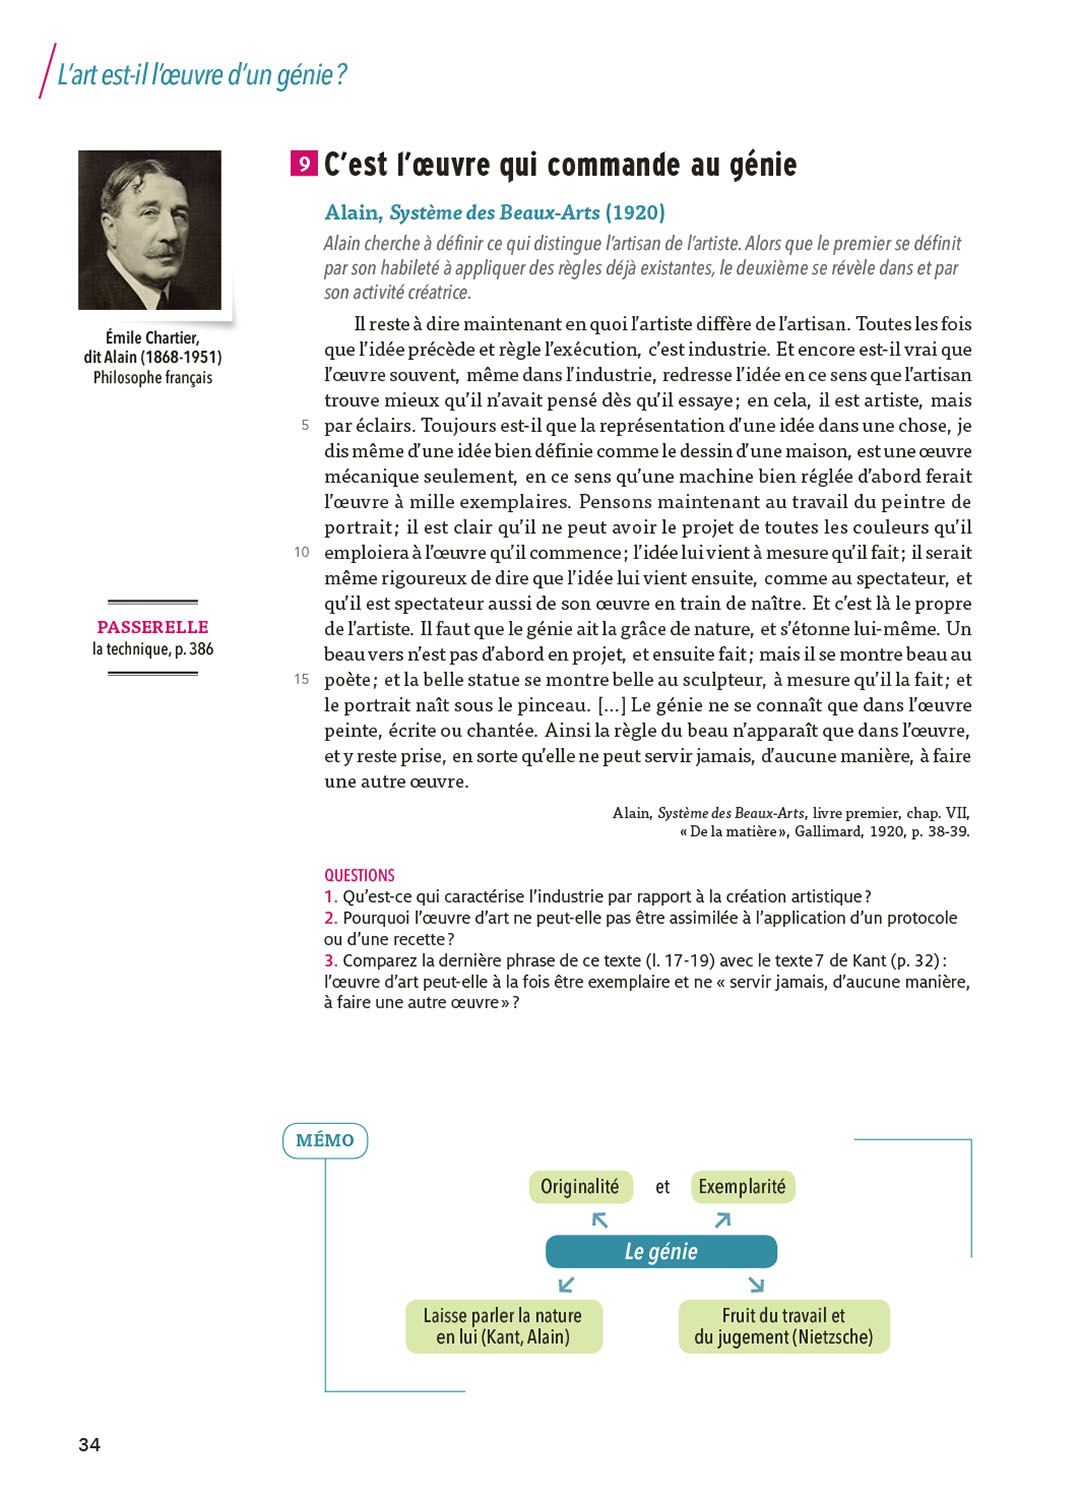 L'art est-il l'œuvre d'un génie ?
9 C'est l'œuvre qui commande au génie
Alain, Système des Beaux-Arts (1920)
Alain cherche à définir ce qui distingue l'artisan de l'artiste. Alors que le premier se définit
par son habileté à appliquer des règles déjà existantes, le deuxième se révèle dans et par
son activité créatrice.
Émile Chartier,
dit Alain (1868-1951)
Philosophe français
Il reste à dire maintenant en quoi l'artiste diffère de l'artisan. Toutes les fois
que l'idée précède et règle l'exécution, c'est industrie. Et encore est-il vrai que
l'œuvre souvent, même dans l'industrie, redresse l'idée en ce sens que l'artisan
trouve mieux qu'il n'avait pensé dès qu'il essaye ; en cela, il est artiste, mais
5 par éclairs. Toujours est-il que la représentation d'une idée dans une chose, je
dis même d'une idée bien définie comme le dessin d'une maison, est une œuvre
mécanique seulement, en ce sens qu'une machine bien réglée d'abord ferait
l'œuvre à mille exemplaires. Pensons maintenant au travail du peintre de
portrait ; il est clair qu'il ne peut avoir le projet de toutes les couleurs qu'il
10 emploiera à l'œuvre qu'il commence ; l'idée lui vient à mesure qu'il fait ; il serait
même rigoureux de dire que l'idée lui vient ensuite, comme au spectateur, et
qu'il est spectateur aussi de son œuvre en train de naître. Et c'est là le propre
de l'artiste. Il faut que le génie ait la grâce de nature, et s'étonne lui-même. Un
beau vers n'est pas d'abord en projet, et ensuite fait ; mais il se montre beau au
15 poète ; et la belle statue se montre belle au sculpteur, à mesure qu'il la fait ; et
le portrait naît sous le pinceau. […] Le génie ne se connaît que dans l'œuvre
peinte, écrite ou chantée. Ainsi la règle du beau n'apparaît que dans l'œuvre,
et y reste prise, en sorte qu'elle ne peut servir jamais, d'aucune manière, à faire
une autre œuvre.
PASSERELLE
la technique, p. 386
Alain, Système des Beaux-Arts, livre premier, chap. VII,
« De la matière », Gallimard, 1920, p. 38-39.
QUESTIONS
1. Qu'est-ce qui caractérise l'industrie par rapport à la création artistique ?
2. Pourquoi l'œuvre d'art ne peut-elle pas être assimilée à l'application d'un protocole
ou d'une recette ?
3. Comparez la dernière phrase de ce texte (l. 17-19) avec le texte 7 de Kant (p. 32) :
l'œuvre d'art peut-elle à la fois être exemplaire et ne « servir jamais, d'aucune manière,
à faire une autre œuvre » ?
MÉMO
Originalité et Exemplarité
Le génie
Laisse parler la nature
en lui (Kant, Alain)
Fruit du travail et
du jugement (Nietzsche)
34